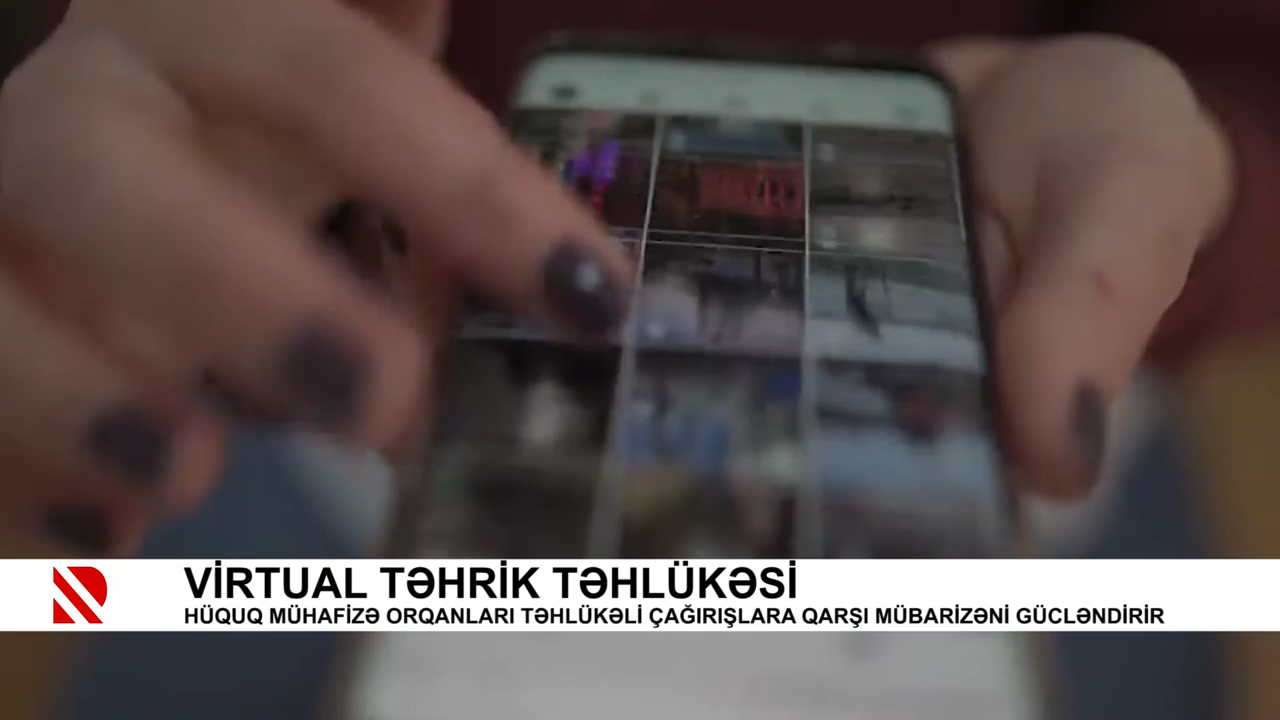 VİRTUAL TƏHRİK TƏHLÜKƏSİ
HÜQUQ MÜHAFİZƏ ORQANLARI TƏHLÜKƏLİ ÇAĞIRIŞLARA QARŞI MÜBARİZƏNİ GÜCLƏNDİRİR